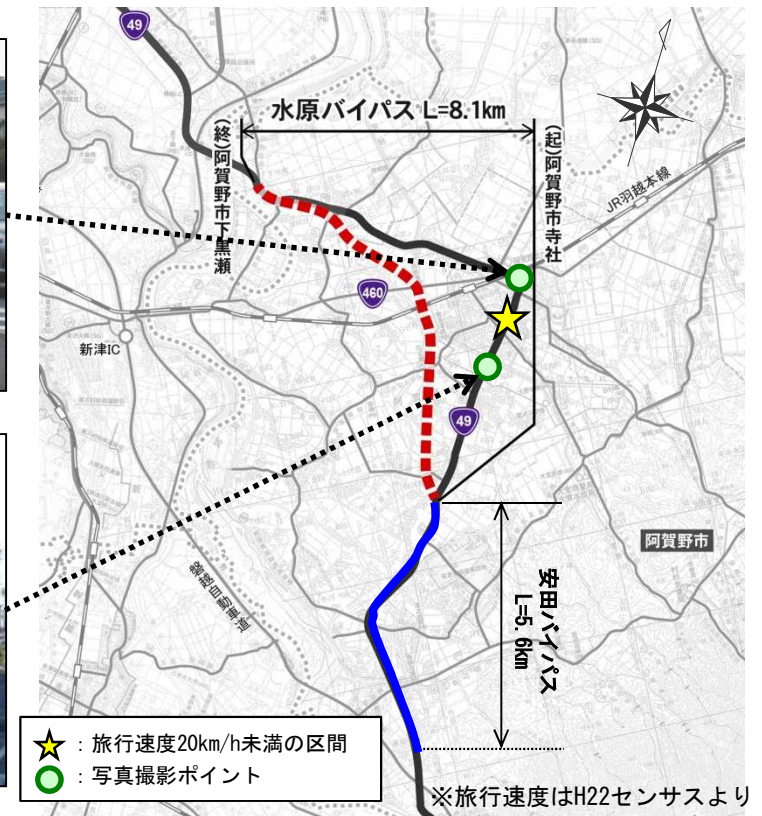 49
水原バイパス L=8.1km
(終)阿賀野市下黒瀬
(起)阿賀野市寺社
JR羽越本線
460
新津IC
49
阿賀野市
磐越自動車道
安田バイパス
L=5.6km
：旅行速度20km/h未満の区間
：写真撮影ポイント
※旅行速度はH22センサスより